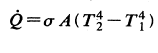 Q̇ = σ A(T₂⁴ − T₁⁴)